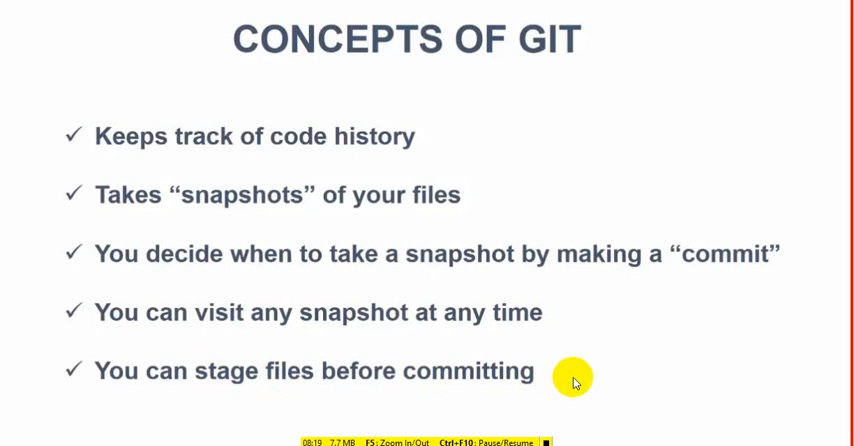 CONCEPTS OF GIT
✓ Keeps track of code history
✓ Takes “snapshots” of your files
✓ You decide when to take a snapshot by making a “commit”
✓ You can visit any snapshot at any time
✓ You can stage files before committing
08:19 7.7 MB F5: Zoom In/Out Ctrl+F10: Pause/Resume